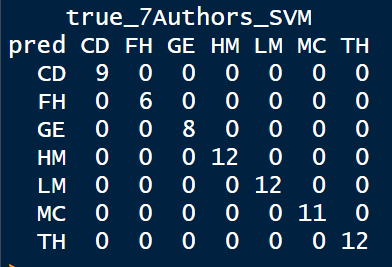 true_7Authors_SVM
pred CD FH GE HM LM MC TH
CD 9 0 0 0 0 0 0
FH 0 6 0 0 0 0 0
GE 0 0 8 0 0 0 0
HM 0 0 0 12 0 0 0
LM 0 0 0 0 12 0 0
MC 0 0 0 0 0 11 0
TH 0 0 0 0 0 0 12